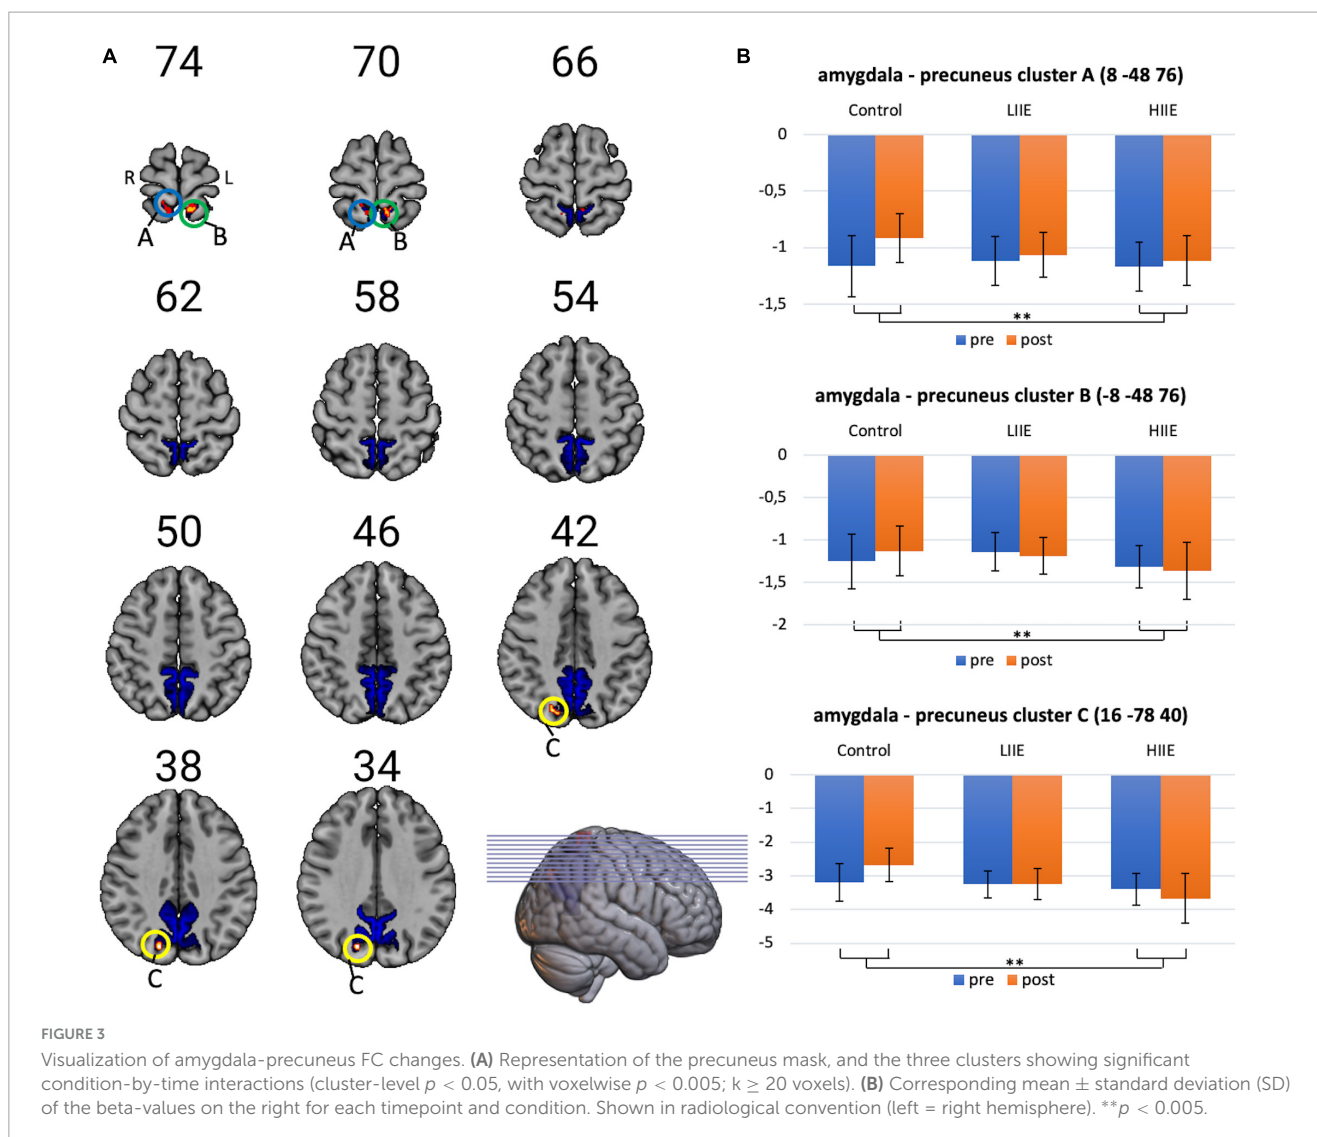 A
74
70
66
R
L
A
B
A
B
62
58
54
50
46
42
C
38
34
C
C
B
amygdala - precuneus cluster A (8 -48 76)
Control LIIE HIIE
0
-0,5
-1
-1,5
**
pre post
amygdala - precuneus cluster B (-8 -48 76)
Control LIIE HIIE
0
-0,5
-1
-1,5
-2
**
pre post
amygdala - precuneus cluster C (16 -78 40)
Control LIIE HIIE
0
-1
-2
-3
-4
-5
**
pre post
FIGURE 3
Visualization of amygdala-precuneus FC changes. (A) Representation of the precuneus mask, and the three clusters showing significant
condition-by-time interactions (cluster-level p < 0.05, with voxelwise p < 0.005; k ≥ 20 voxels). (B) Corresponding mean ± standard deviation (SD)
of the beta-values on the right for each timepoint and condition. Shown in radiological convention (left = right hemisphere). **p < 0.005.